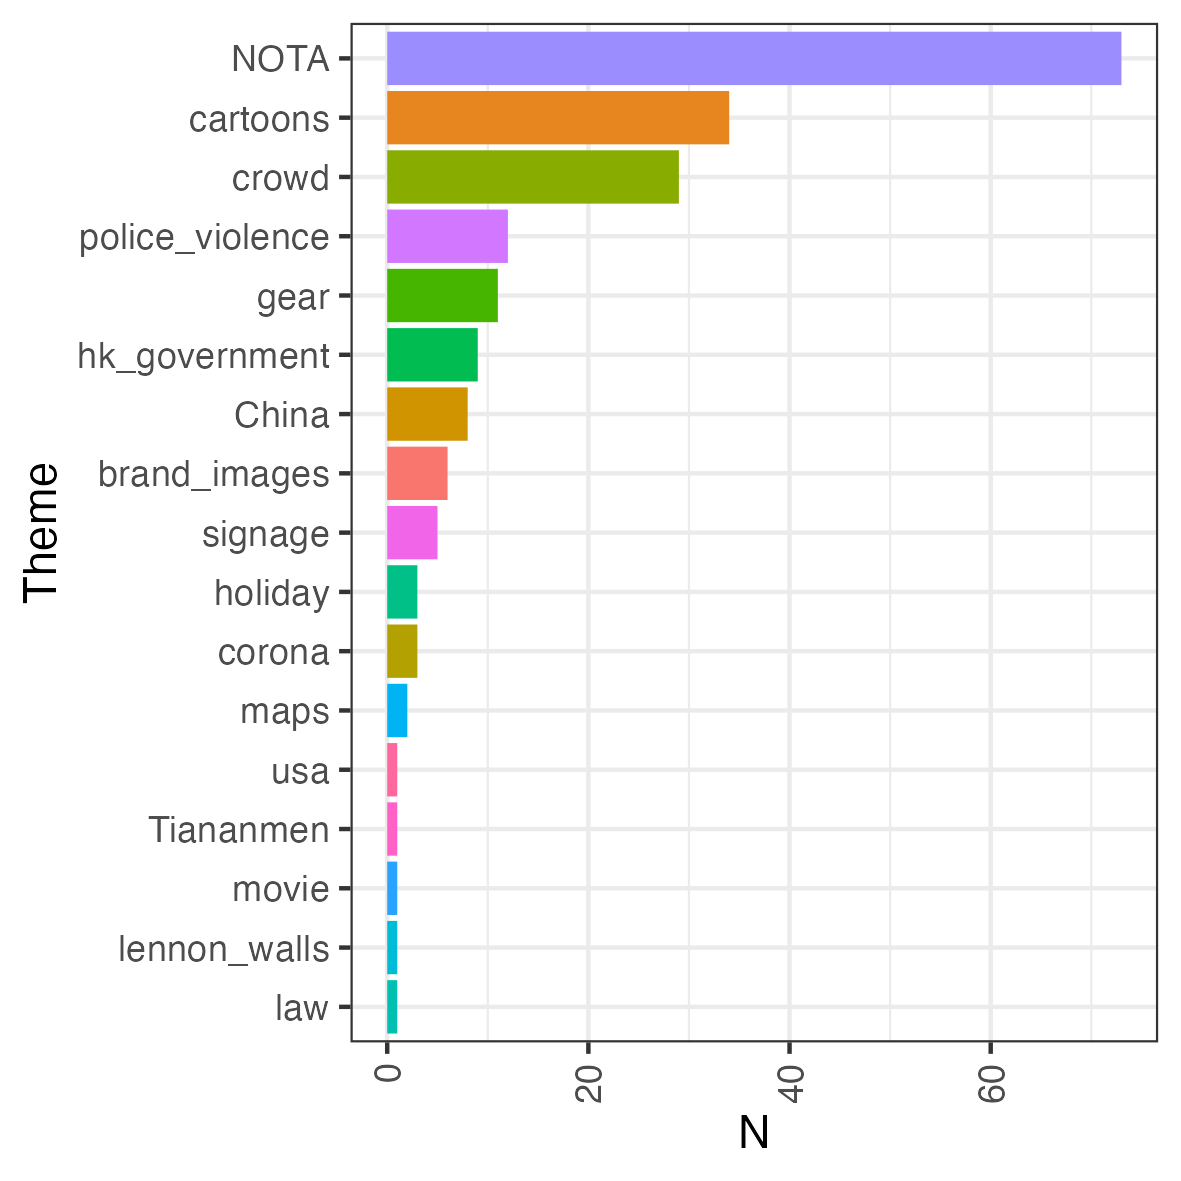 NOTA
cartoons
crowd
police_violence
gear
hk_government
China
brand_images
signage
holiday
corona
maps
usa
Tiananmen
movie
lennon_walls
law
Theme
0 20 40 60
N